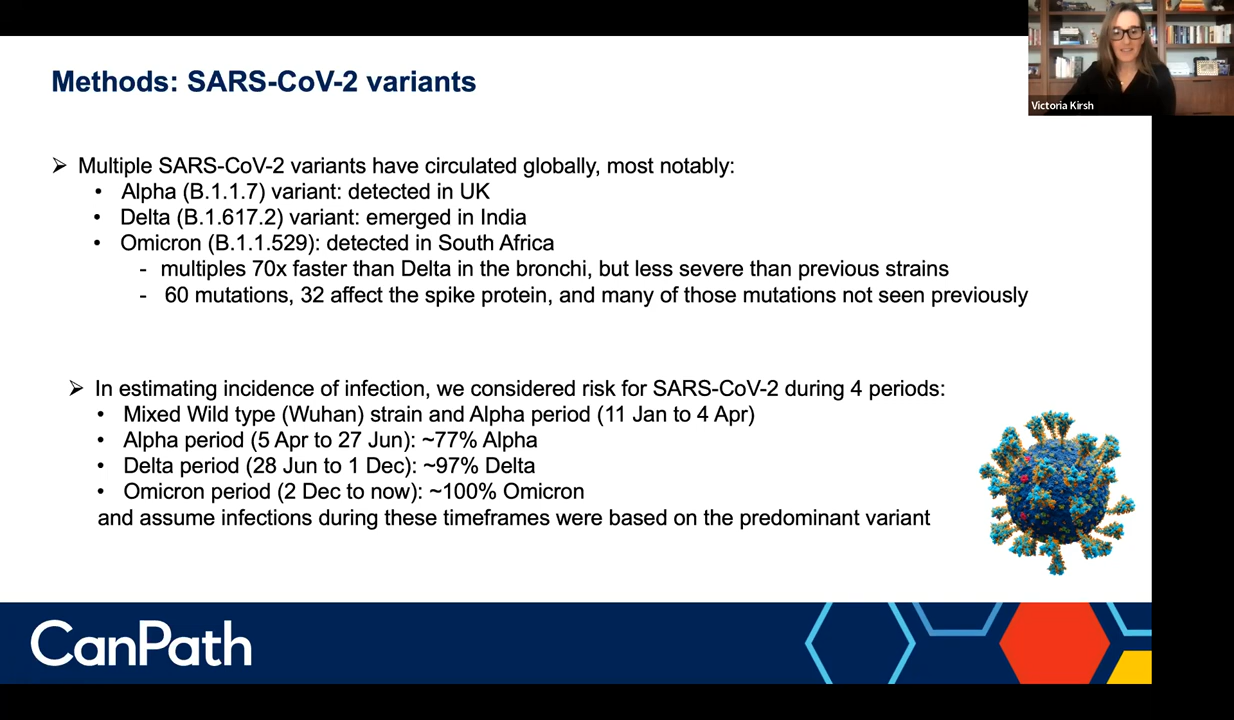 Methods: SARS-CoV-2 variants
Victoria Kirsh
➢ Multiple SARS-CoV-2 variants have circulated globally, most notably:
• Alpha (B.1.1.7) variant: detected in UK
• Delta (B.1.617.2) variant: emerged in India
• Omicron (B.1.1.529): detected in South Africa
- multiples 70x faster than Delta in the bronchi, but less severe than previous strains
- 60 mutations, 32 affect the spike protein, and many of those mutations not seen previously
➢ In estimating incidence of infection, we considered risk for SARS-CoV-2 during 4 periods:
• Mixed Wild type (Wuhan) strain and Alpha period (11 Jan to 4 Apr)
• Alpha period (5 Apr to 27 Jun): ~77% Alpha
• Delta period (28 Jun to 1 Dec): ~97% Delta
• Omicron period (2 Dec to now): ~100% Omicron
and assume infections during these timeframes were based on the predominant variant
CanPath